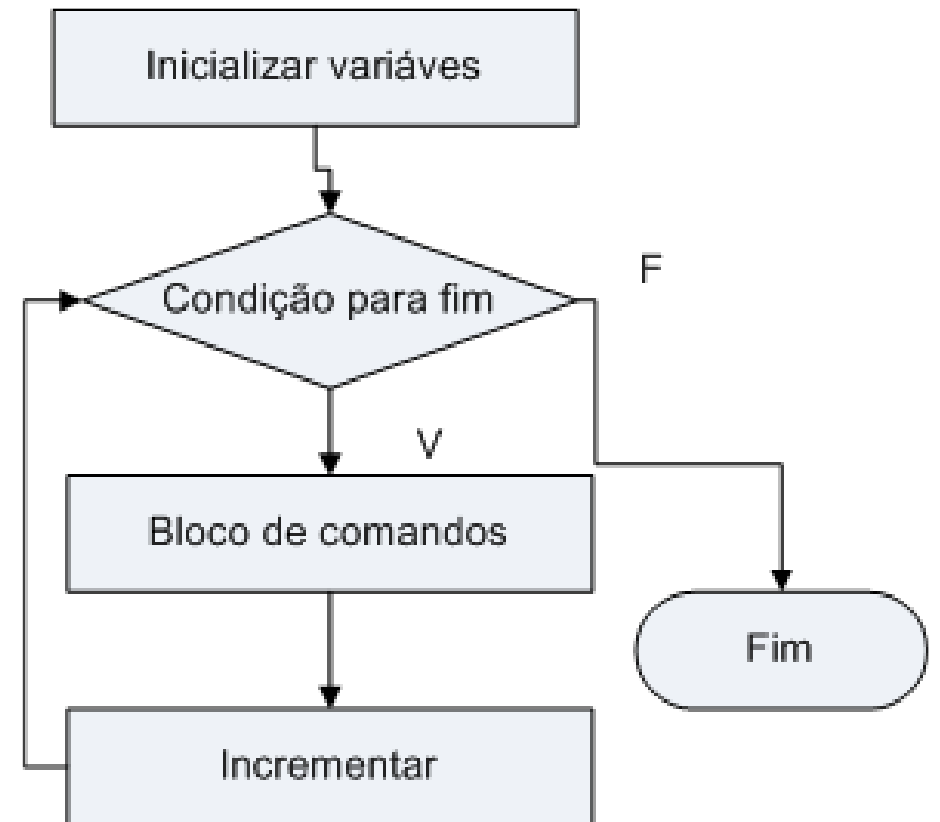 Inicializar variáves
F
Condição para fim
V
Bloco de comandos
Fim
Incrementar